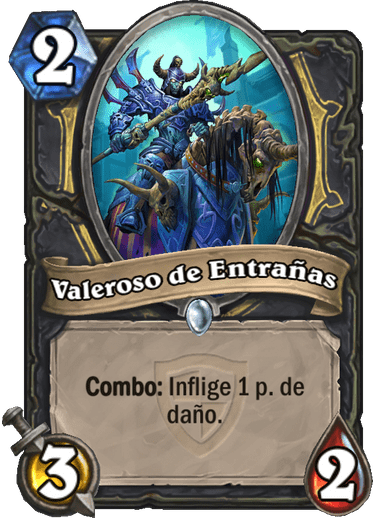 2
Valeroso de Entrañas
Combo: Inflige 1 p. de
daño.
3
2